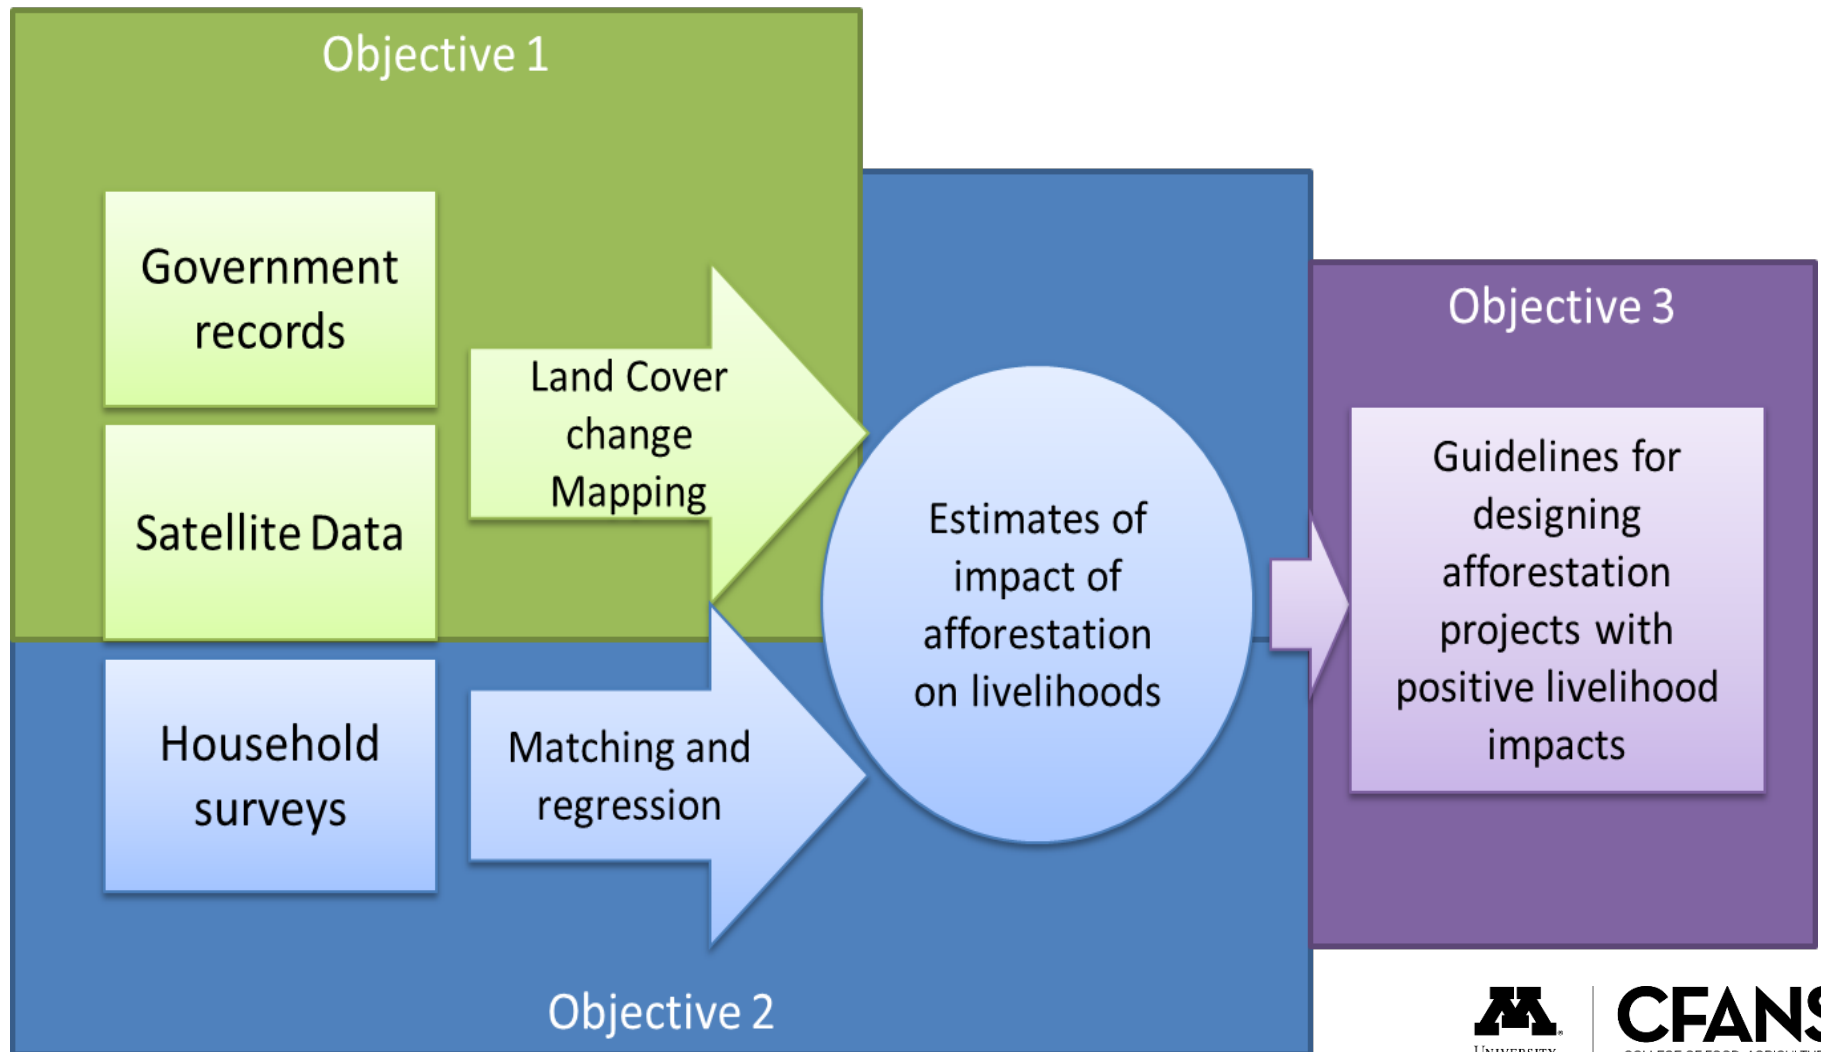 Objective 1
Government
records
Land Cover
change
Mapping
Satellite Data
Household
surveys
Matching and
regression
Estimates of
impact of
afforestation
on livelihoods
Objective 2
Objective 3
Guidelines for
designing
afforestation
projects with
positive livelihood
impacts
M
UNIVERSITY
CFANS